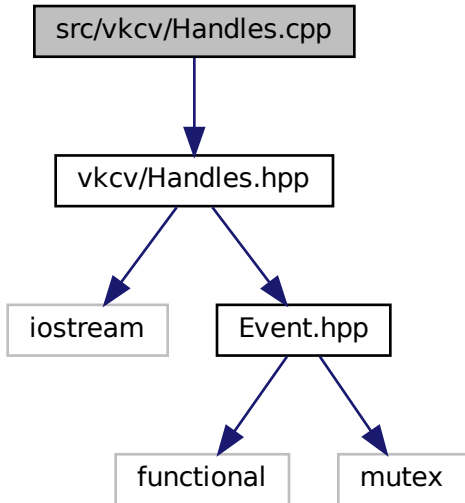 src/vkcv/Handles.cpp
vkcv/Handles.hpp
iostream
Event.hpp
functional
mutex